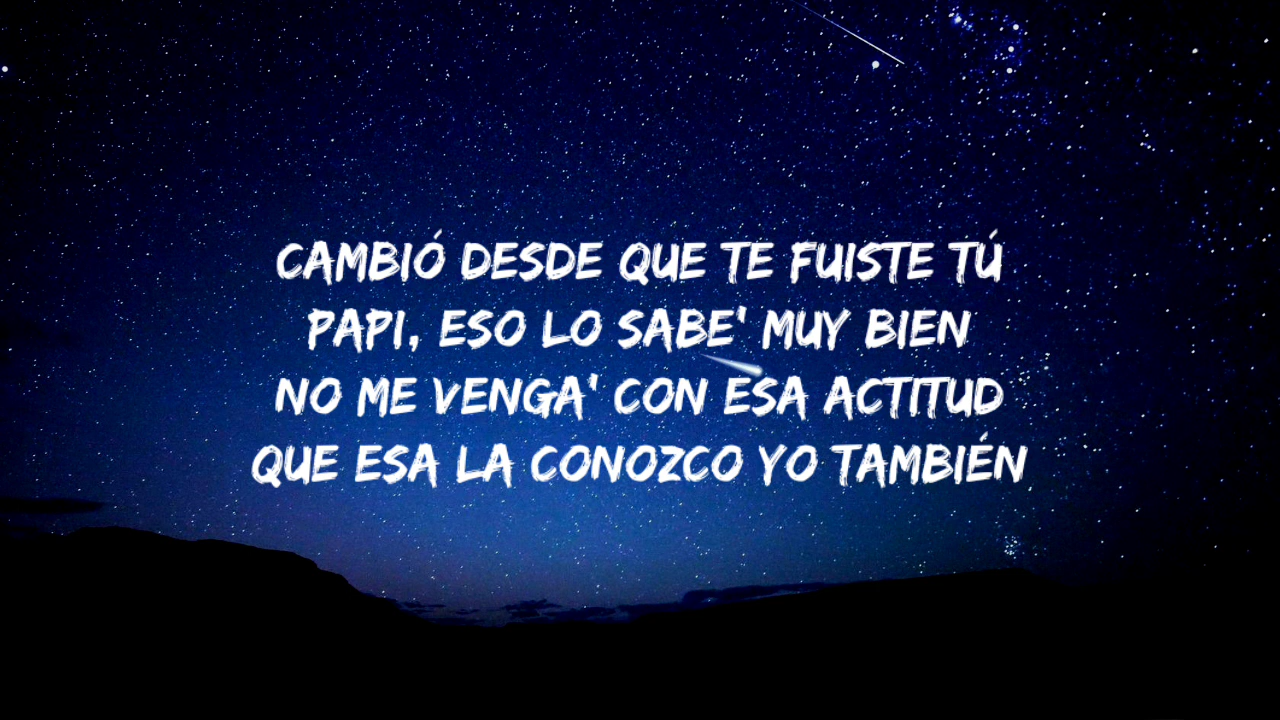 CAMBIÓ DESDE QUE TE FUISTE TÚ
PAPI, ESO LO SABE' MUY BIEN
NO ME VENGA' CON ESA ACTITUD
QUE ESA LA CONOZCO YO TAMBIÉN